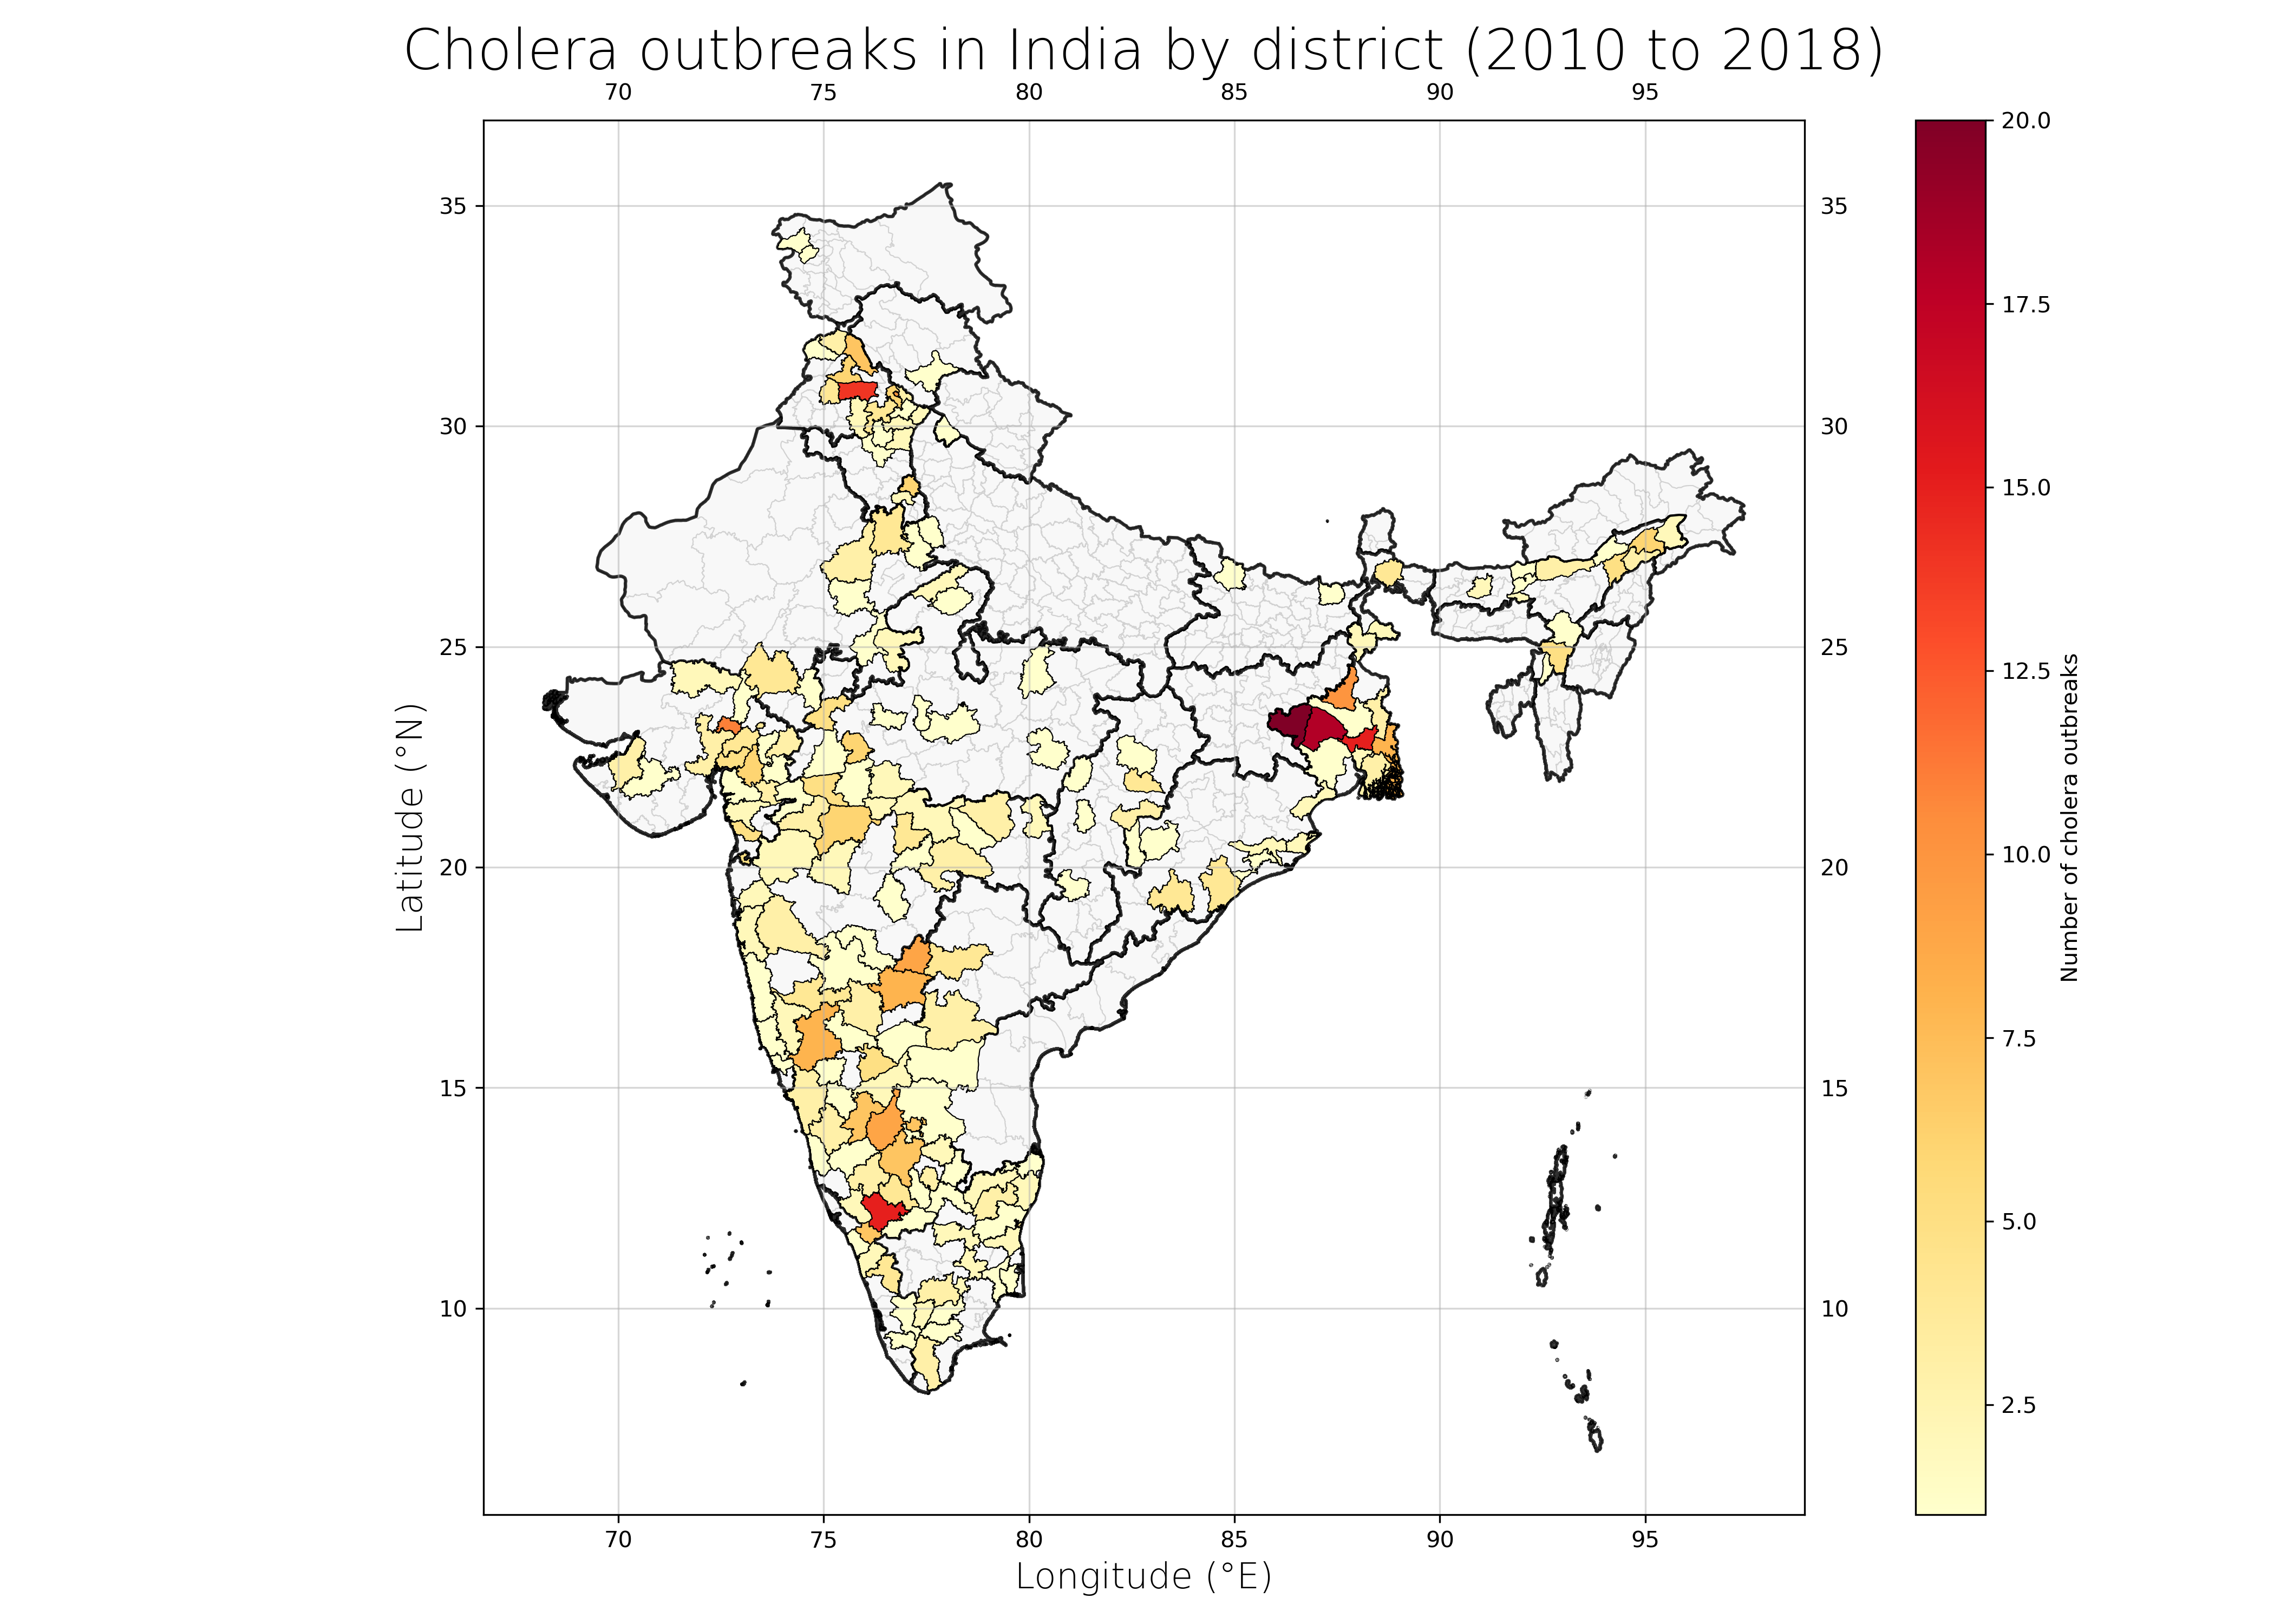 Cholera outbreaks in India by district (2010 to 2018)
70 75 80 85 90 95
20.0
35 35
17.5
30 30
15.0
25 25
12.5
Number of cholera outbreaks
Latitude (°N)
20 20
10.0
7.5
15 15
5.0
10 10
2.5
70 75 80 85 90 95
Longitude (°E)